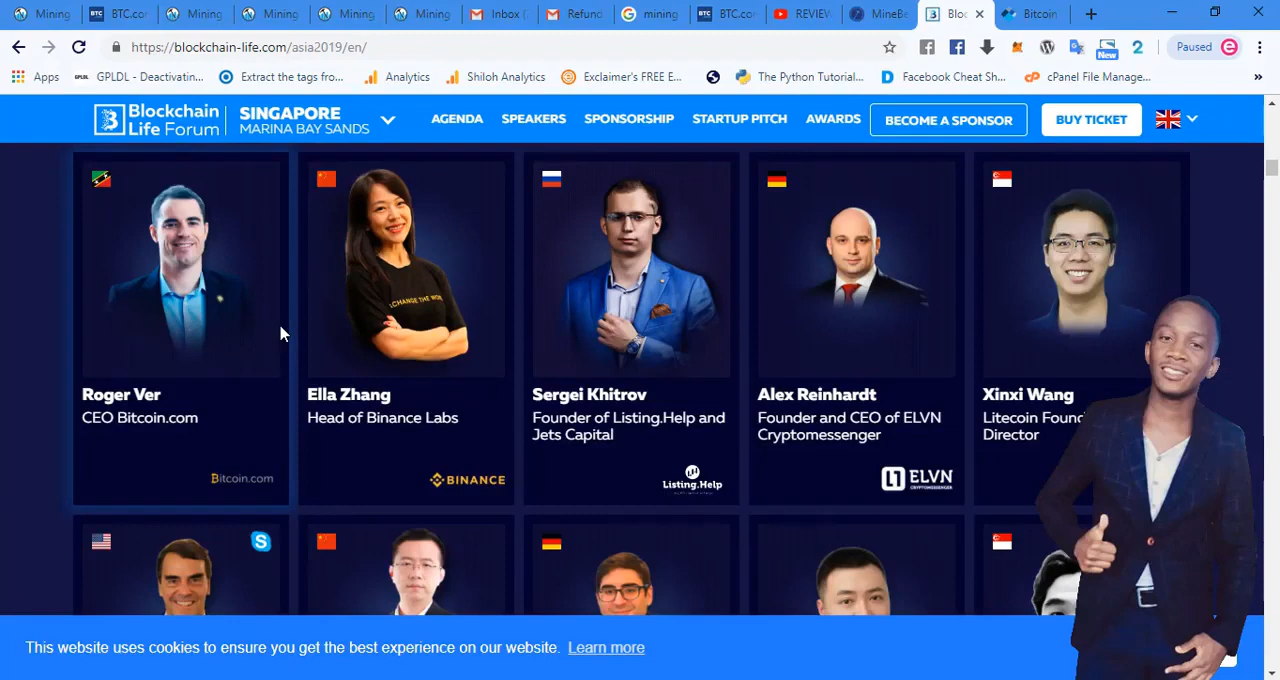 Mining
BTC.co
Mining
Mining
Mining
Mining
Inbox (
Refund
mining
BTC.co
REVIE
MineBe
Bloc
Bitcoin
https://blockchain-life.com/asia2019/en/
Paused
e
Apps
GPLDL - Deactivatin...
Extract the tags fro...
Analytics
Shiloh Analytics
Exclaimer's FREE E...
The Python Tutorial...
Facebook Cheat Sh...
cPanel File Manage...
New
2
Blockchain
Life Forum
SINGAPORE
MARINA BAY SANDS
AGENDA
SPEAKERS
SPONSORSHIP
STARTUP PITCH
AWARDS
BECOME A SPONSOR
BUY TICKET
Roger Ver
CEO Bitcoin.com
Bitcoin.com
Ella Zhang
Head of Binance Labs
BINANCE
Sergei Khitrov
Founder of Listing.Help and
Jets Capital
Listing.Help
Alex Reinhardt
Founder and CEO of ELVN
Cryptomessenger
ELVN
CRYPTOMESSENGER
Xinxi Wang
Litecoin Found
Director
This website uses cookies to ensure you get the best experience on our website. Learn more